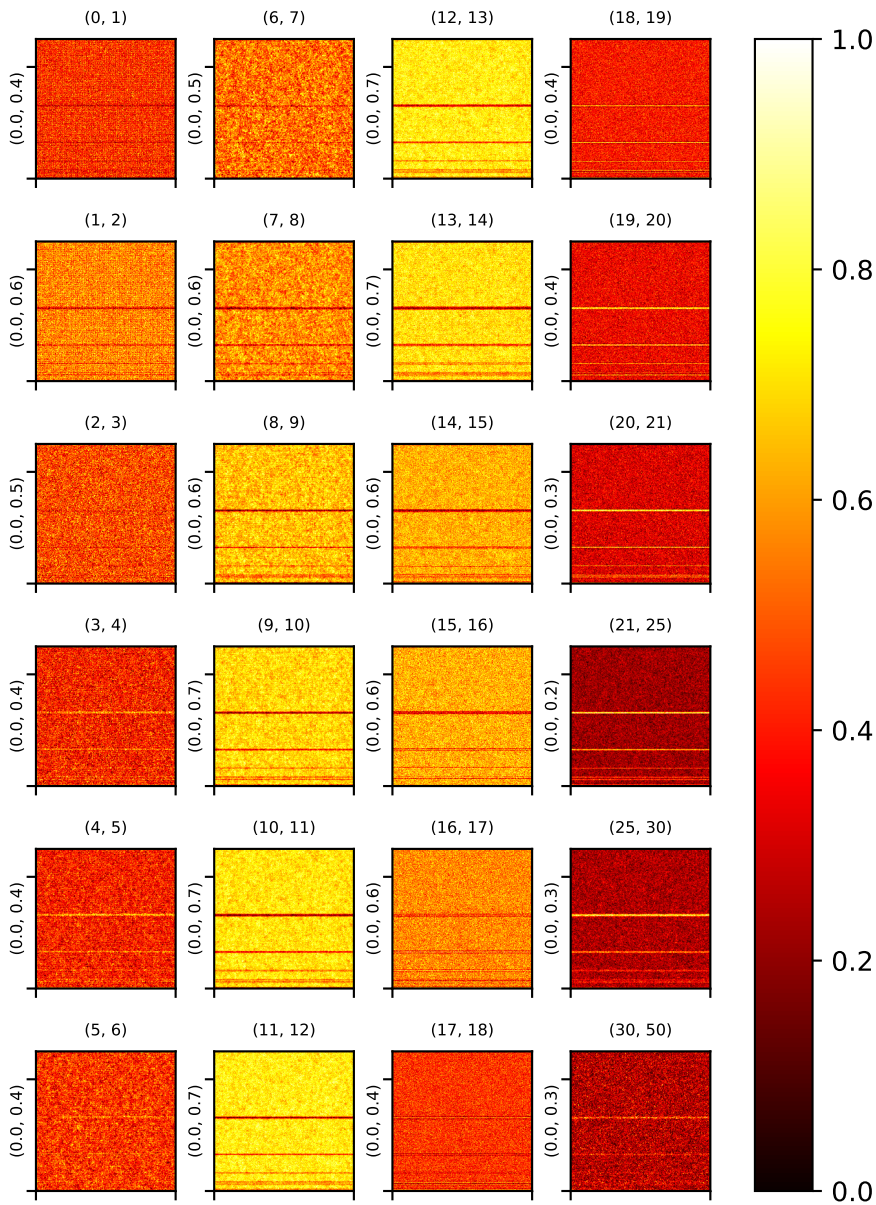 (0, 1) (6, 7) (12, 13) (18, 19) 1.0
(0.0, 0.4) (0.0, 0.5) (0.0, 0.7) (0.0, 0.4)
(1, 2) (7, 8) (13, 14) (19, 20)
(0.0, 0.6) (0.0, 0.6) (0.0, 0.7) (0.0, 0.4) 0.8
(2, 3) (8, 9) (14, 15) (20, 21)
(0.0, 0.5) (0.0, 0.6) (0.0, 0.6) (0.0, 0.3) 0.6
(3, 4) (9, 10) (15, 16) (21, 25)
(0.0, 0.4) (0.0, 0.7) (0.0, 0.6) (0.0, 0.2) 0.4
(4, 5) (10, 11) (16, 17) (25, 30)
(0.0, 0.4) (0.0, 0.7) (0.0, 0.6) (0.0, 0.3) 0.2
(5, 6) (11, 12) (17, 18) (30, 50)
(0.0, 0.4) (0.0, 0.7) (0.0, 0.4) (0.0, 0.3) 0.0